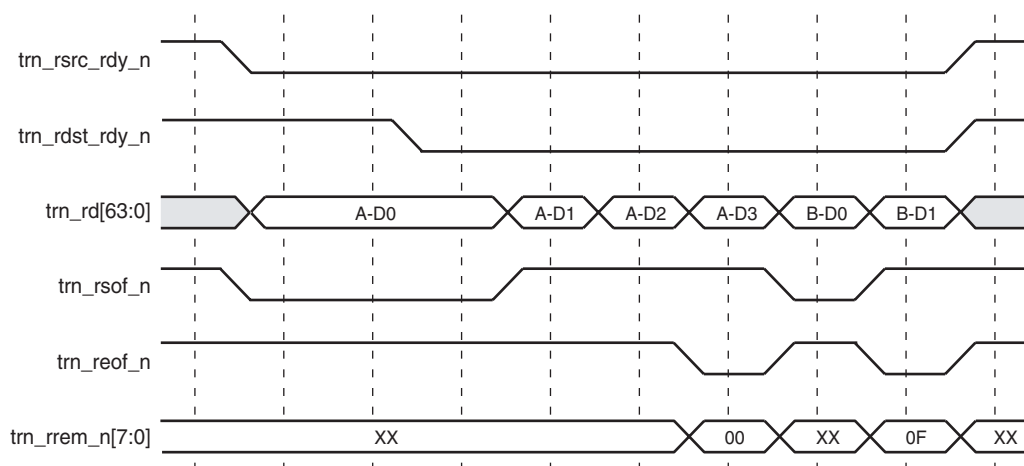 trn_rsrc_rdy_n
trn_rdst_rdy_n
trn_rd[63:0] A-D0 A-D1 A-D2 A-D3 B-D0 B-D1
trn_rsof_n
trn_reof_n
trn_rrem_n[7:0] XX 00 XX 0F XX